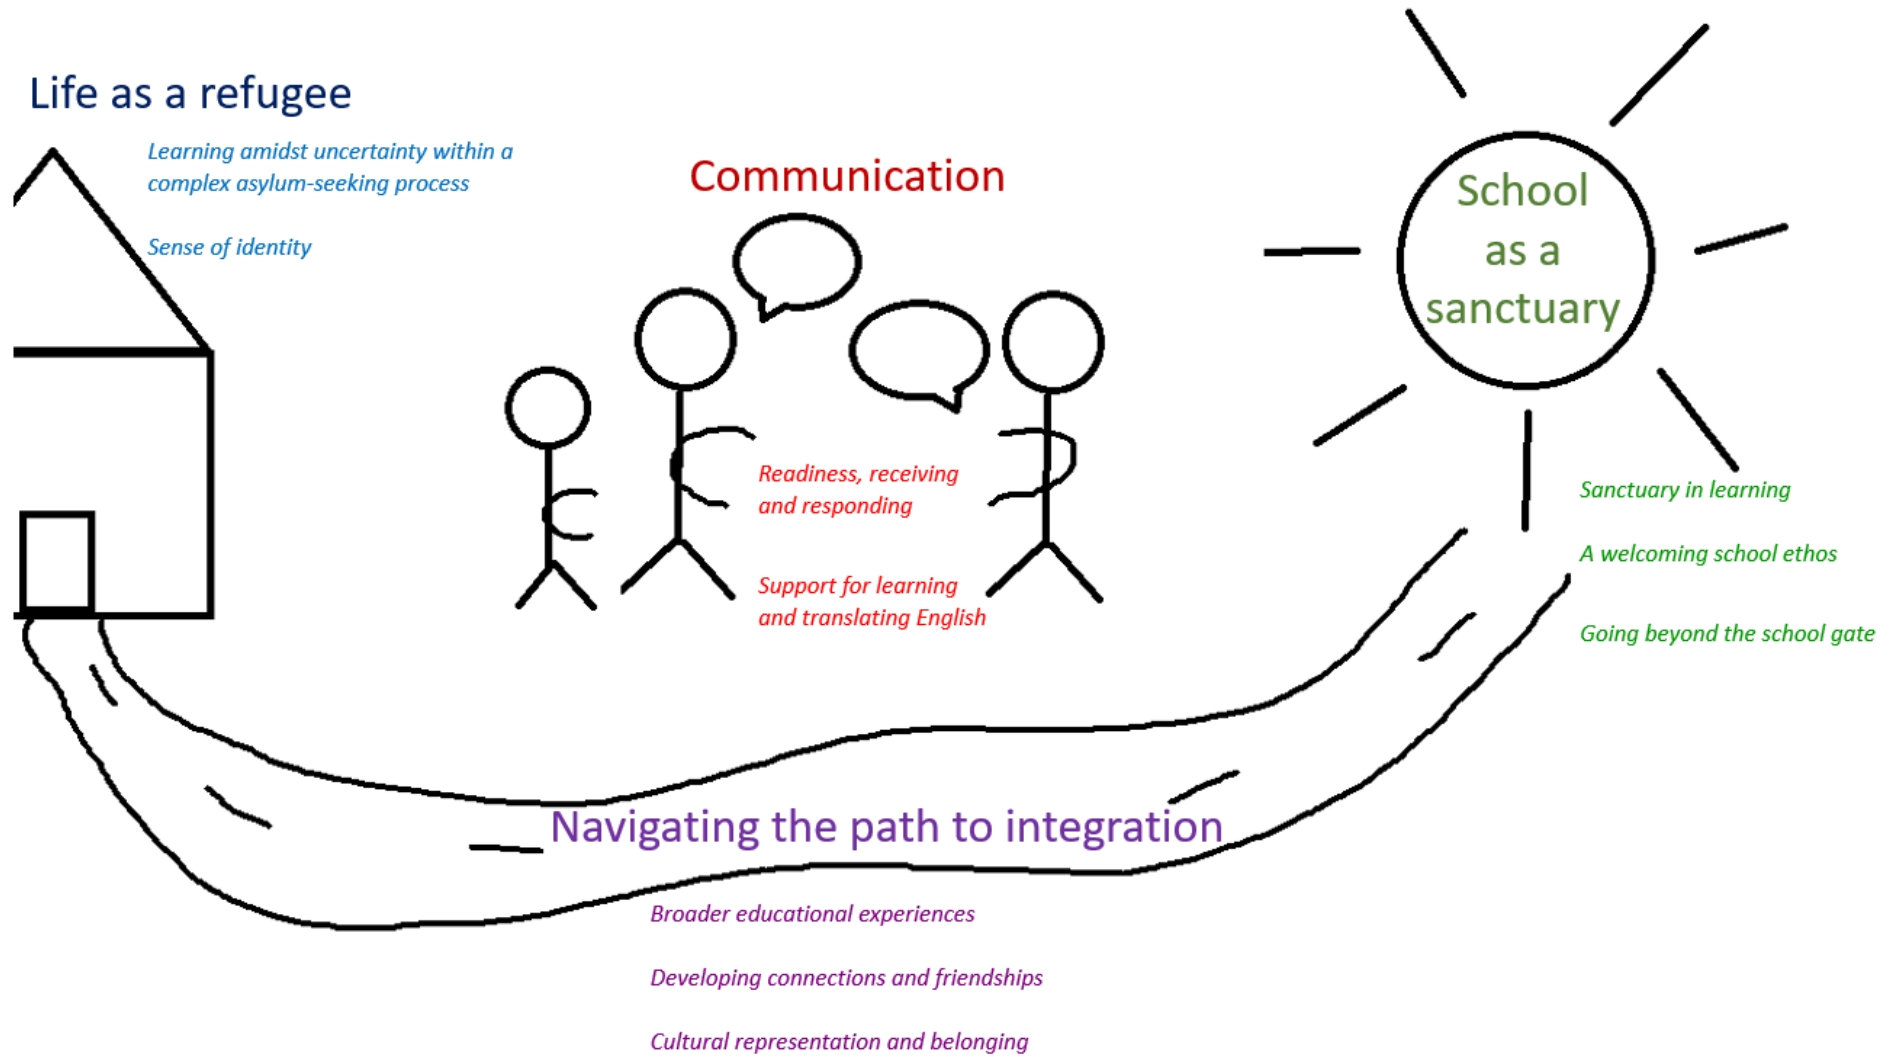 Life as a refugee
Learning amidst uncertainty within a
complex asylum-seeking process
Sense of identity
Communication
Readiness, receiving
and responding
Support for learning
and translating English
School
as a
sanctuary
Sanctuary in learning
A welcoming school ethos
Going beyond the school gate
Navigating the path to integration
Broader educational experiences
Developing connections and friendships
Cultural representation and belonging